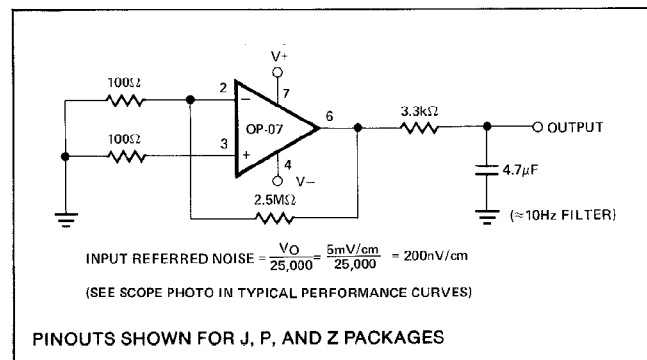 V+
100Ω
2
7
−
6
3.3kΩ
OP-07
OUTPUT
100Ω
3
+
4
4.7μF
V−
2.5MΩ
(≈10Hz FILTER)
INPUT REFERRED NOISE = VO/25,000 = 5mV/cm/25,000 = 200nV/cm
(SEE SCOPE PHOTO IN TYPICAL PERFORMANCE CURVES)
PINOUTS SHOWN FOR J, P, AND Z PACKAGES